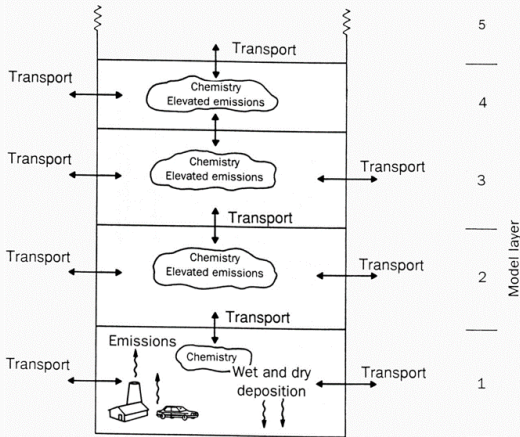 5
Transport
Transport
Chemistry
Elevated emissions
4
Transport
Chemistry
Elevated emissions
Transport
3
Transport
Transport
Chemistry
Elevated emissions
Transport
2
Model layer
Transport
Emissions
Transport
Chemistry
Wet and dry
deposition
Transport
1